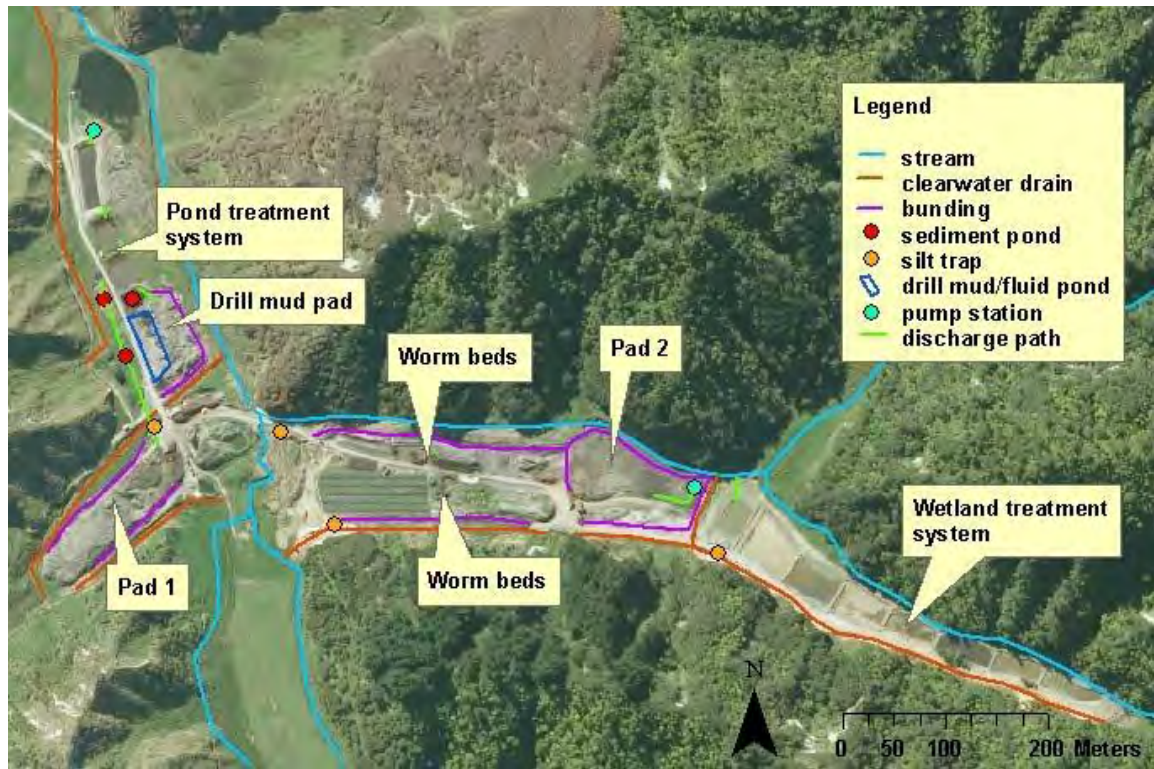 Legend
stream
clearwater drain
bunding
sediment pond
silt trap
drill mud/fluid pond
pump station
discharge path
Pond treatment
system
Drill mud pad
Worm beds
Pad 2
Wetland treatment
system
Pad 1
Worm beds
N
0 50 100 200 Meters